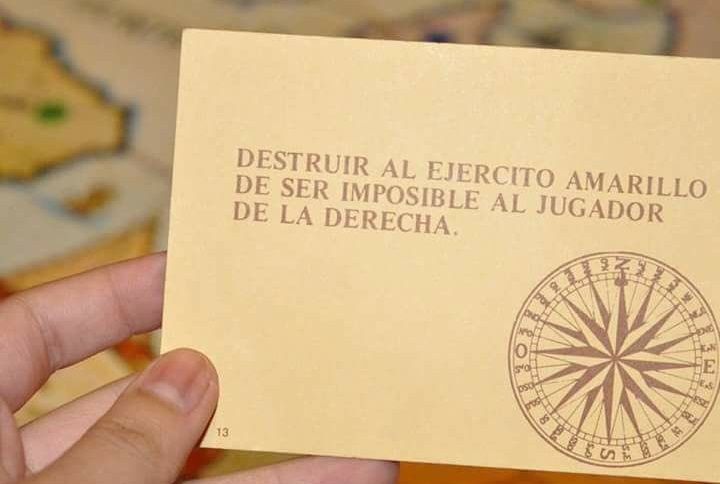 DESTRUIR AL EJERCITO AMARILLO
DE SER IMPOSIBLE AL JUGADOR
DE LA DERECHA.
N
O
E
S
13